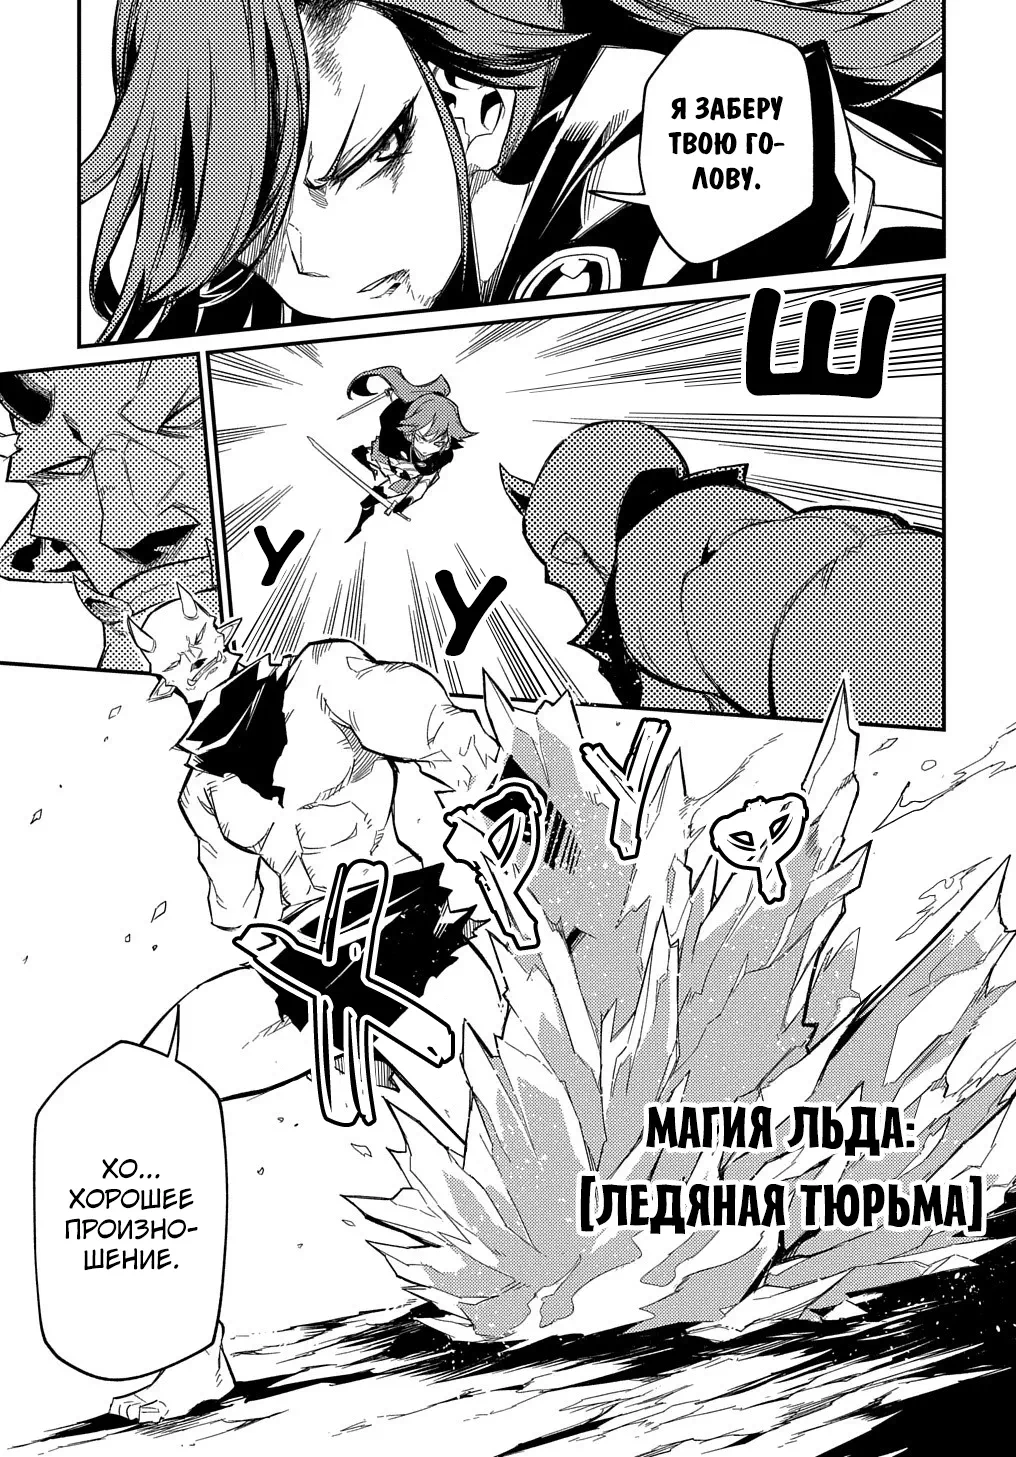 Я ЗАБЕРУ
ТВОЮ ГО-
ЛОВУ.
Ш
У
У
МАГИЯ ЛЬДА:
[ЛЕДЯНАЯ ТЮРЬМА]
ХО...
ХОРОШЕЕ
ПРОИЗНО-
ШЕНИЕ.